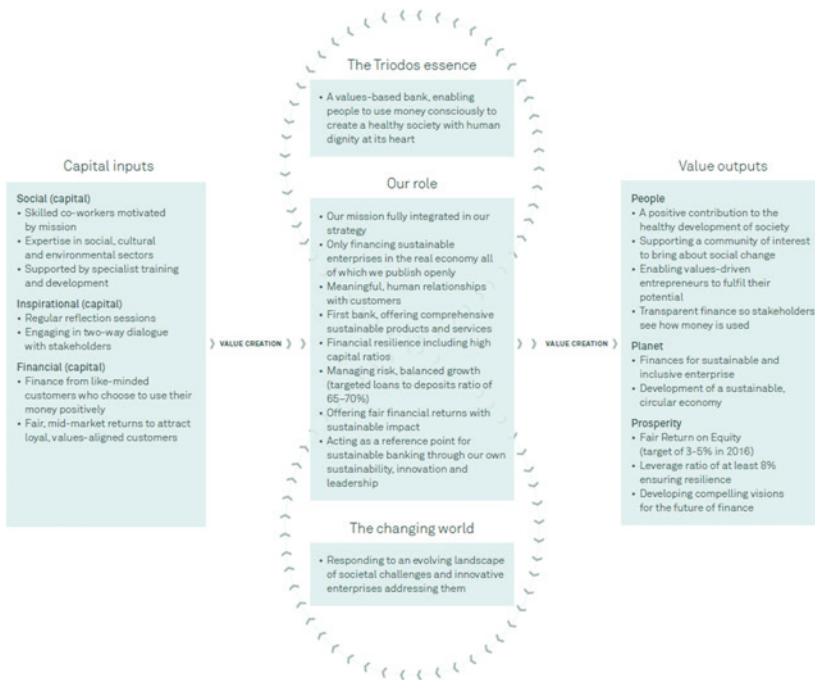 The Triodos essence
• A values-based bank, enabling
people to use money consciously to
create a healthy society with human
dignity at its heart
Capital inputs
Social (capital)
• Skilled co-workers motivated
by mission
• Expertise in social, cultural
and environmental sectors
• Supported by specialist training
and development
Inspirational (capital)
• Regular reflection sessions
• Engaging in two-way dialogue
with stakeholders
Financial (capital)
• Finance from like-minded
customers who choose to use their
money positively
• Fair, mid-market returns to attract
loyal, values-aligned customers
VALUE CREATION
Our role
• Our mission fully integrated in our
strategy
• Only financing sustainable
enterprises in the real economy all
of which we publish openly
• Meaningful, human relationships
with customers
• First bank, offering comprehensive
sustainable products and services
• Financial resilience including high
capital ratios
• Managing risk, balanced growth
(targeted loans to deposits ratio of
65–70%)
• Offering fair financial returns with
sustainable impact
• Acting as a reference point for
sustainable banking through our own
sustainability, innovation and
leadership
The changing world
• Responding to an evolving landscape
of societal challenges and innovative
enterprises addressing them
VALUE CREATION
Value outputs
People
• A positive contribution to the
healthy development of society
• Supporting a community of interest
to bring about social change
• Enabling values-driven
entrepreneurs to fulfil their
potential
• Transparent finance so stakeholders
see how money is used
Planet
• Finances for sustainable and
inclusive enterprise
• Development of a sustainable,
circular economy
Prosperity
• Fair Return on Equity
(target of 3-5% in 2016)
• Leverage ratio of at least 8%
ensuring resilience
• Developing compelling visions
for the future of finance